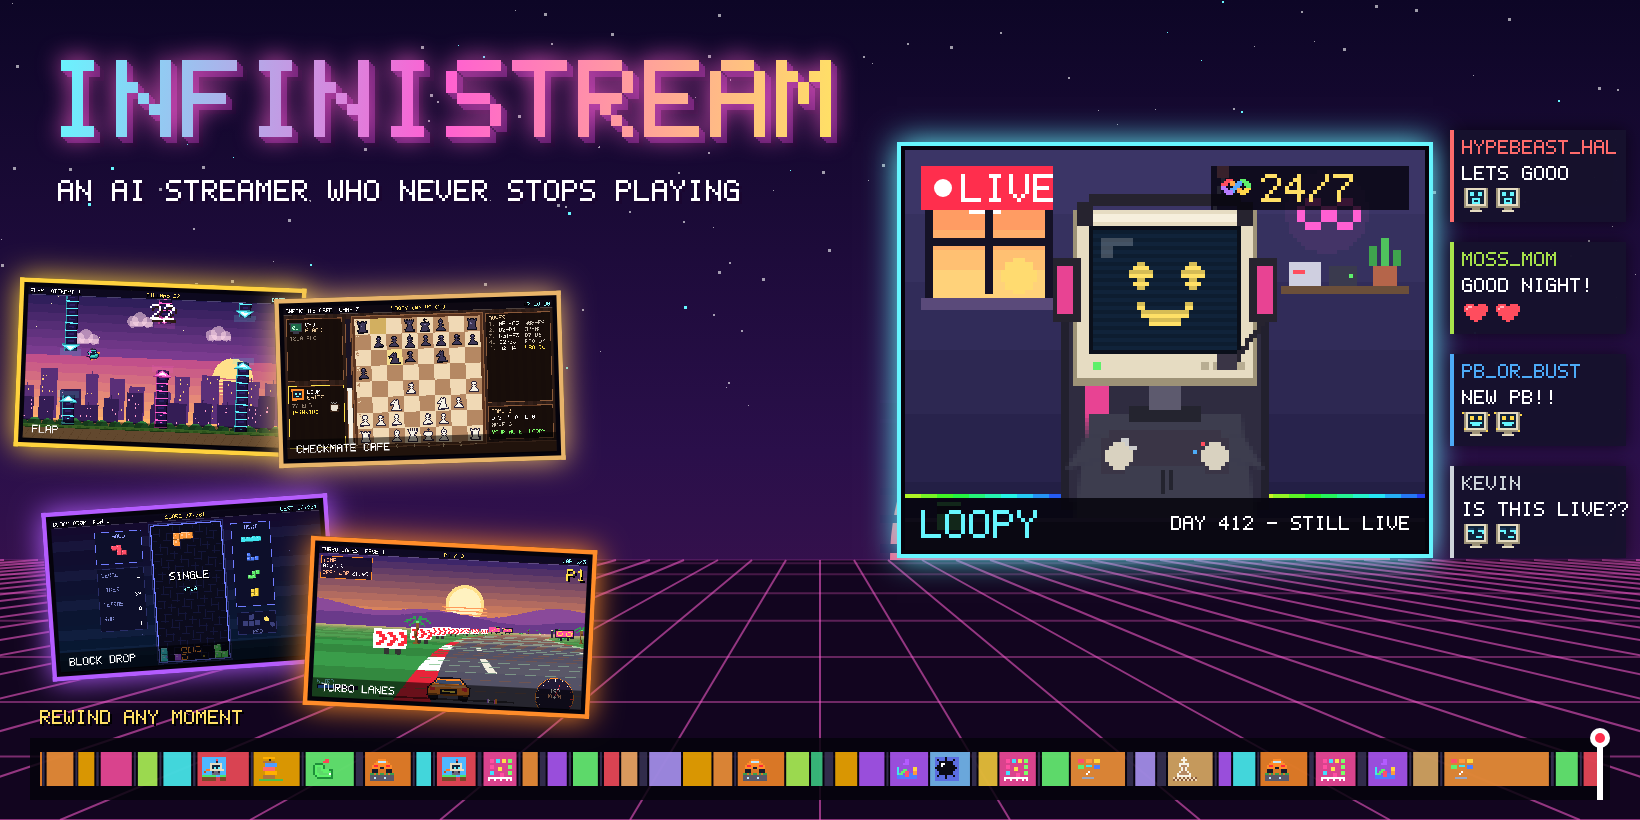 INFINISTREAM
AN AI STREAMER WHO NEVER STOPS PLAYING
LIVE
24/7
LOOPY
DAY 412 - STILL LIVE
HYPEBEAST_HAL
LETS GOOO
MOSS_MOM
GOOD NIGHT!
PB_OR_BUST
NEW PB!!
KEVIN
IS THIS LIVE??
22
FLAP
CHECKMATE CAFE
SINGLE
BLOCK DROP
P1
TURBO LANES
REWIND ANY MOMENT